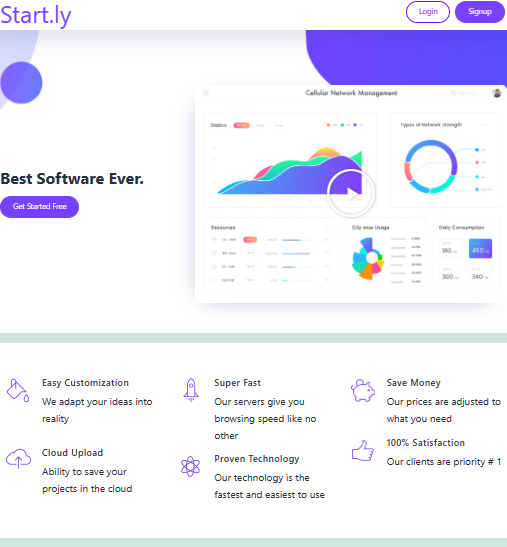 Start.ly
Login
Signup
Cellular Network Management
Statics
Types of Network strength
Best Software Ever.
Get Started Free
Resources
City wise Usage
Daily Consumption
180
450
300
340
Easy Customization
We adapt your ideas into
reality
Super Fast
Our servers give you
browsing speed like no
other
Save Money
Our prices are adjusted to
what you need
Cloud Upload
Ability to save your
projects in the cloud
Proven Technology
Our technology is the
fastest and easiest to use
100% Satisfaction
Our clients are priority # 1